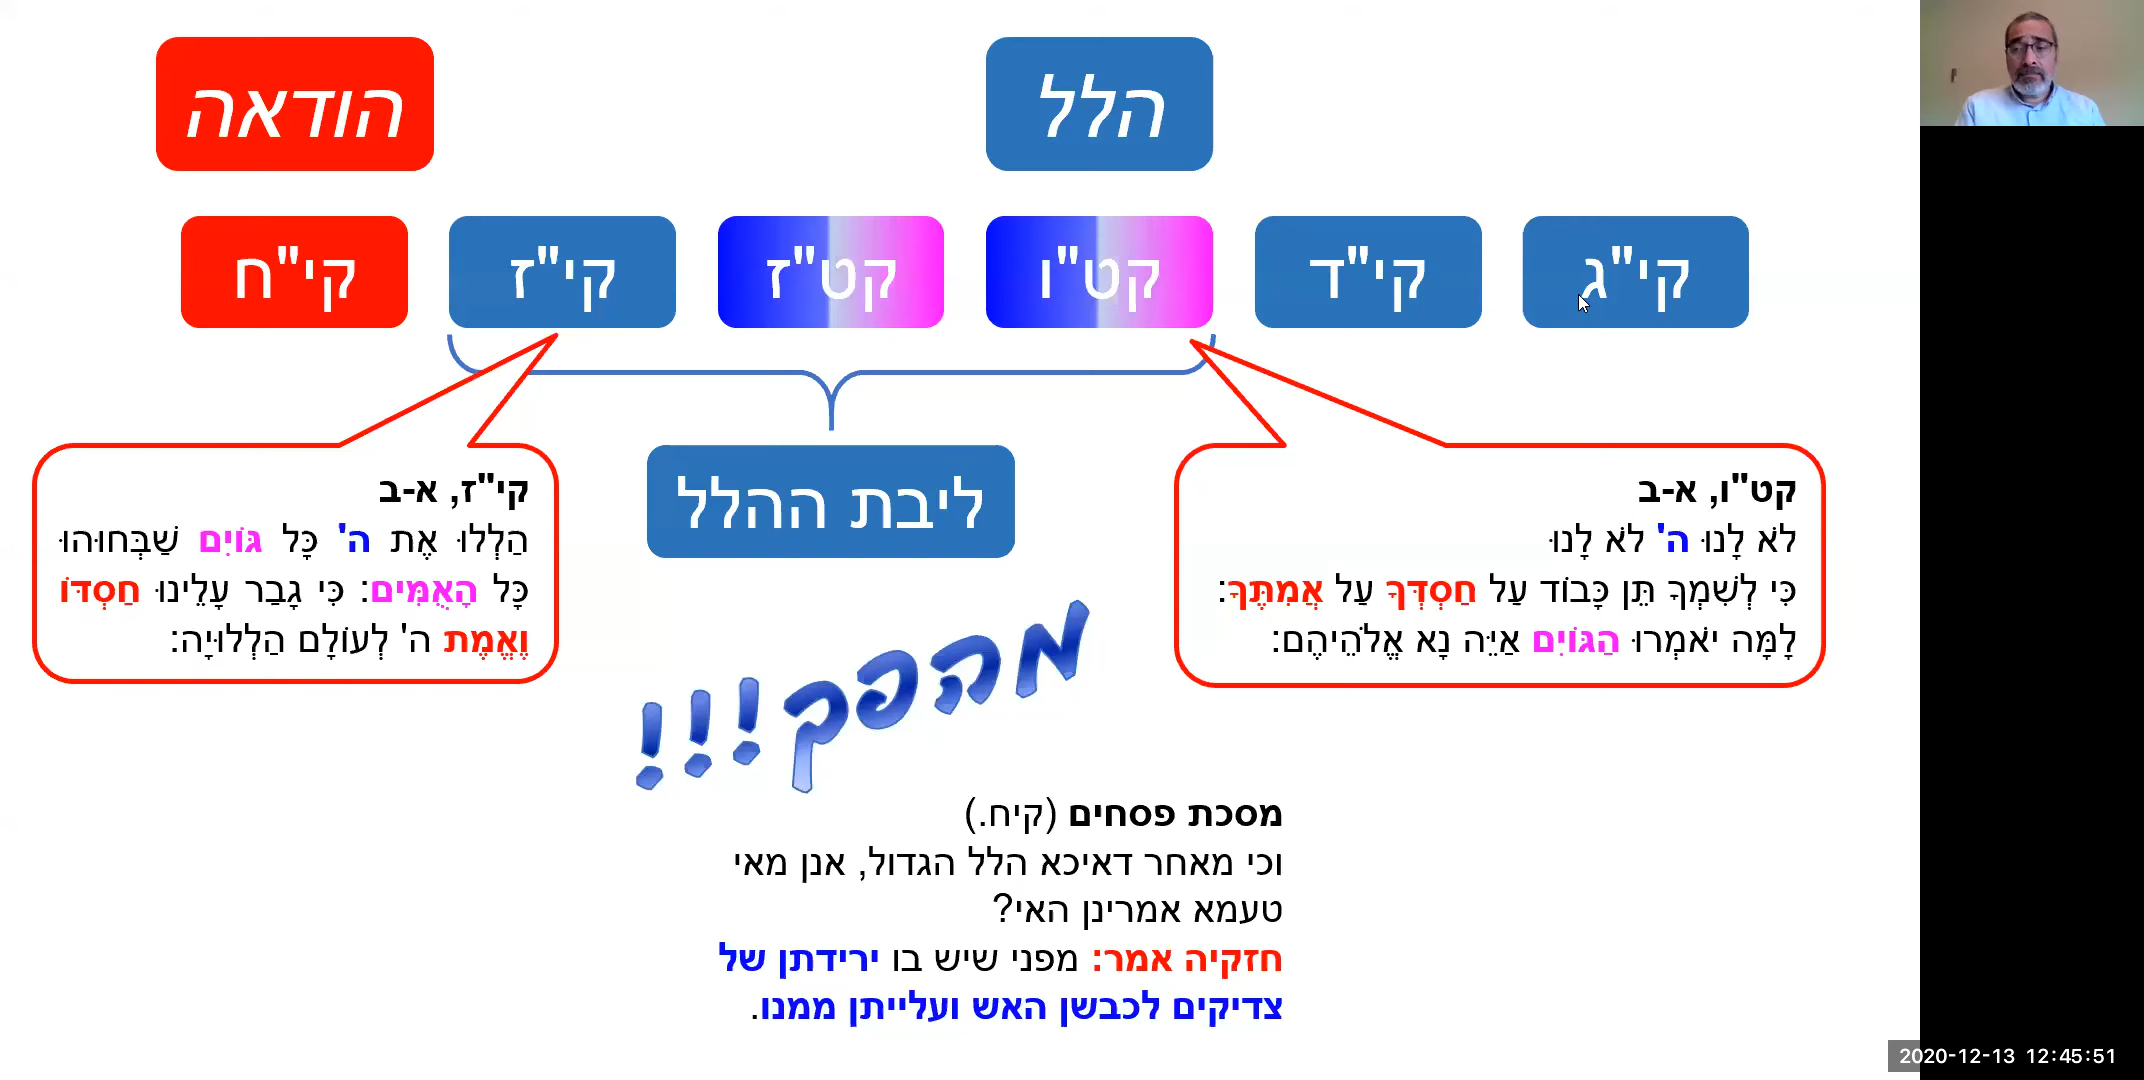 הלל
הודאה
קי"ג
קי"ד
קט"ו
קט"ז
קי"ז
קי"ח
קט"ו, א-ב
לֹא לָנוּ ה' לֹא לָנוּ
כִּי לְשִׁמְךָ תֵּן כָּבוֹד עַל חַסְדְּךָ עַל אֲמִתֶּךָ:
לָמָּה יֹאמְרוּ הַגּוֹיִם אַיֵּה נָא אֱלֹהֵיהֶם:
ליבת ההלל
קי"ז, א-ב
הַלְלוּ אֶת ה' כָּל גּוֹיִם שַׁבְּחוּהוּ
כָּל הָאֻמִּים: כִּי גָבַר עָלֵינוּ חַסְדּוֹ
וֶאֱמֶת ה' לְעוֹלָם הַלְלוּיָהּ:
מהפך!!!
מסכת פסחים (קיח.)
וכי מאחר דאיכא הלל הגדול, אנן מאי
טעמא אמרינן האי?
חזקיה אמר: מפני שיש בו ירידתן של
צדיקים לכבשן האש ועלייתן ממנו.
2020-12-13 12:45:51